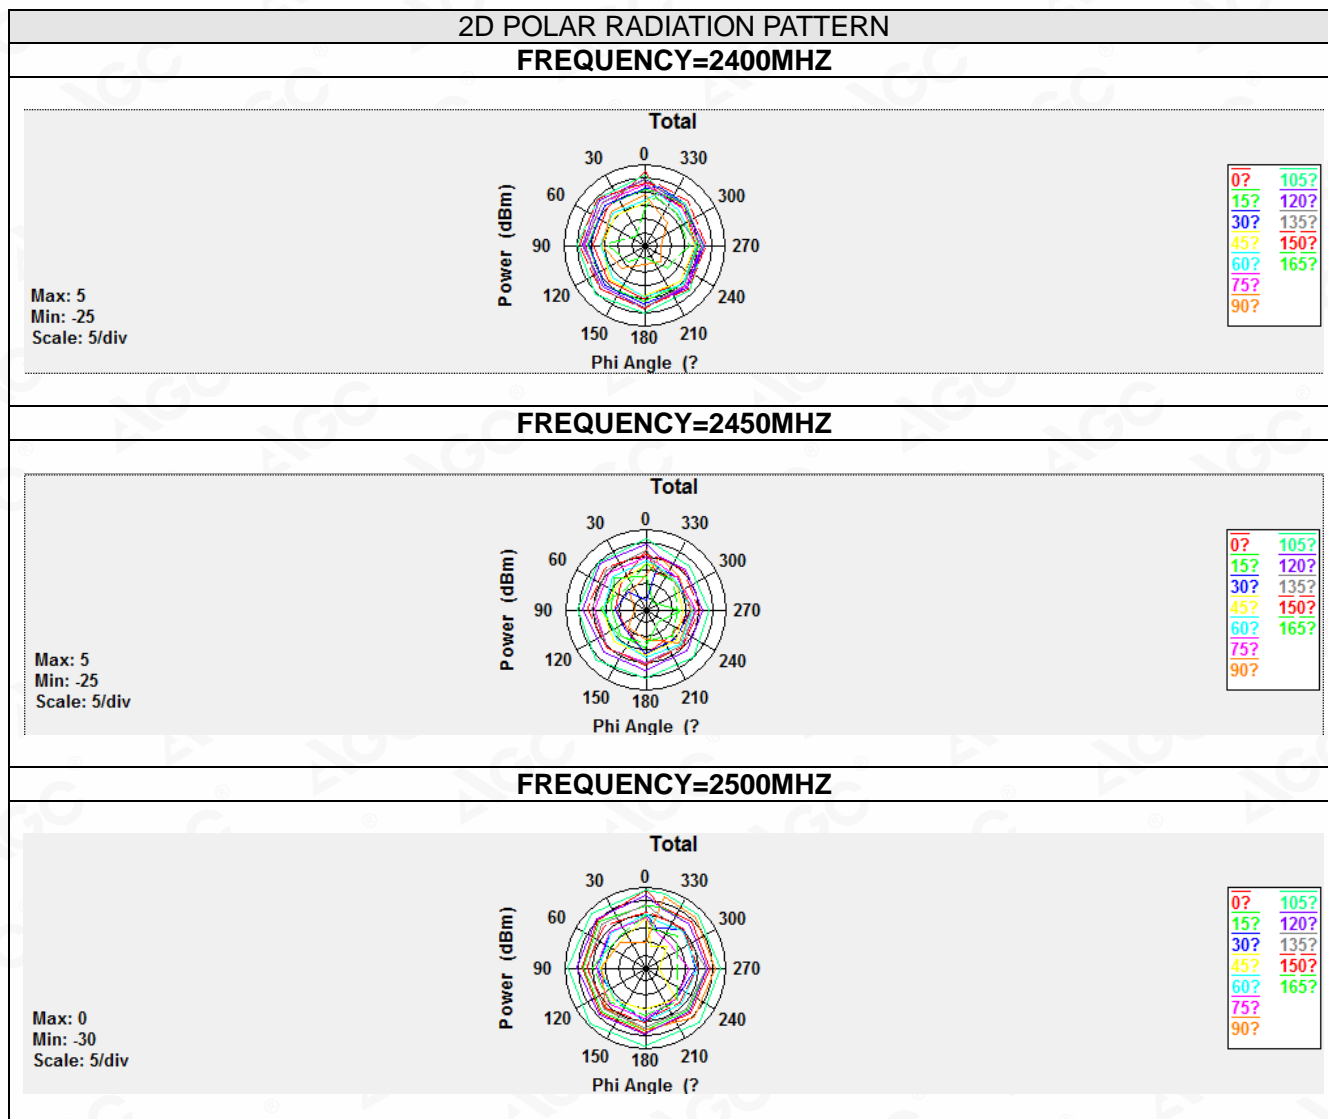 2D POLAR RADIATION PATTERN
FREQUENCY=2400MHZ
Total
30 0 330
60 300
90 270
120 240
150 180 210
Power (dBm)
Phi Angle (?
Max: 5
Min: -25
Scale: 5/div
0? 105?
15? 120?
30? 135?
45? 150?
60? 165?
75?
90?
FREQUENCY=2450MHZ
Total
30 0 330
60 300
90 270
120 240
150 180 210
Power (dBm)
Phi Angle (?
Max: 5
Min: -25
Scale: 5/div
0? 105?
15? 120?
30? 135?
45? 150?
60? 165?
75?
90?
FREQUENCY=2500MHZ
Total
30 0 330
60 300
90 270
120 240
150 180 210
Power (dBm)
Phi Angle (?
Max: 0
Min: -30
Scale: 5/div
0? 105?
15? 120?
30? 135?
45? 150?
60? 165?
75?
90?